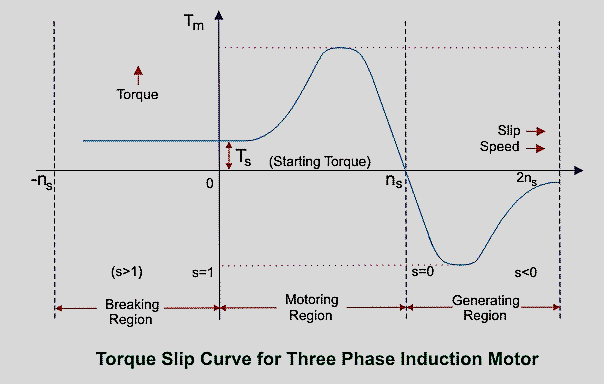 Tm
Torque
Slip
Speed
Ts (Starting Torque)
-ns
0
ns
2ns
(s>1)
s=1
s=0
s<0
Breaking
Region
Motoring
Region
Generating
Region
Torque Slip Curve for Three Phase Induction Motor